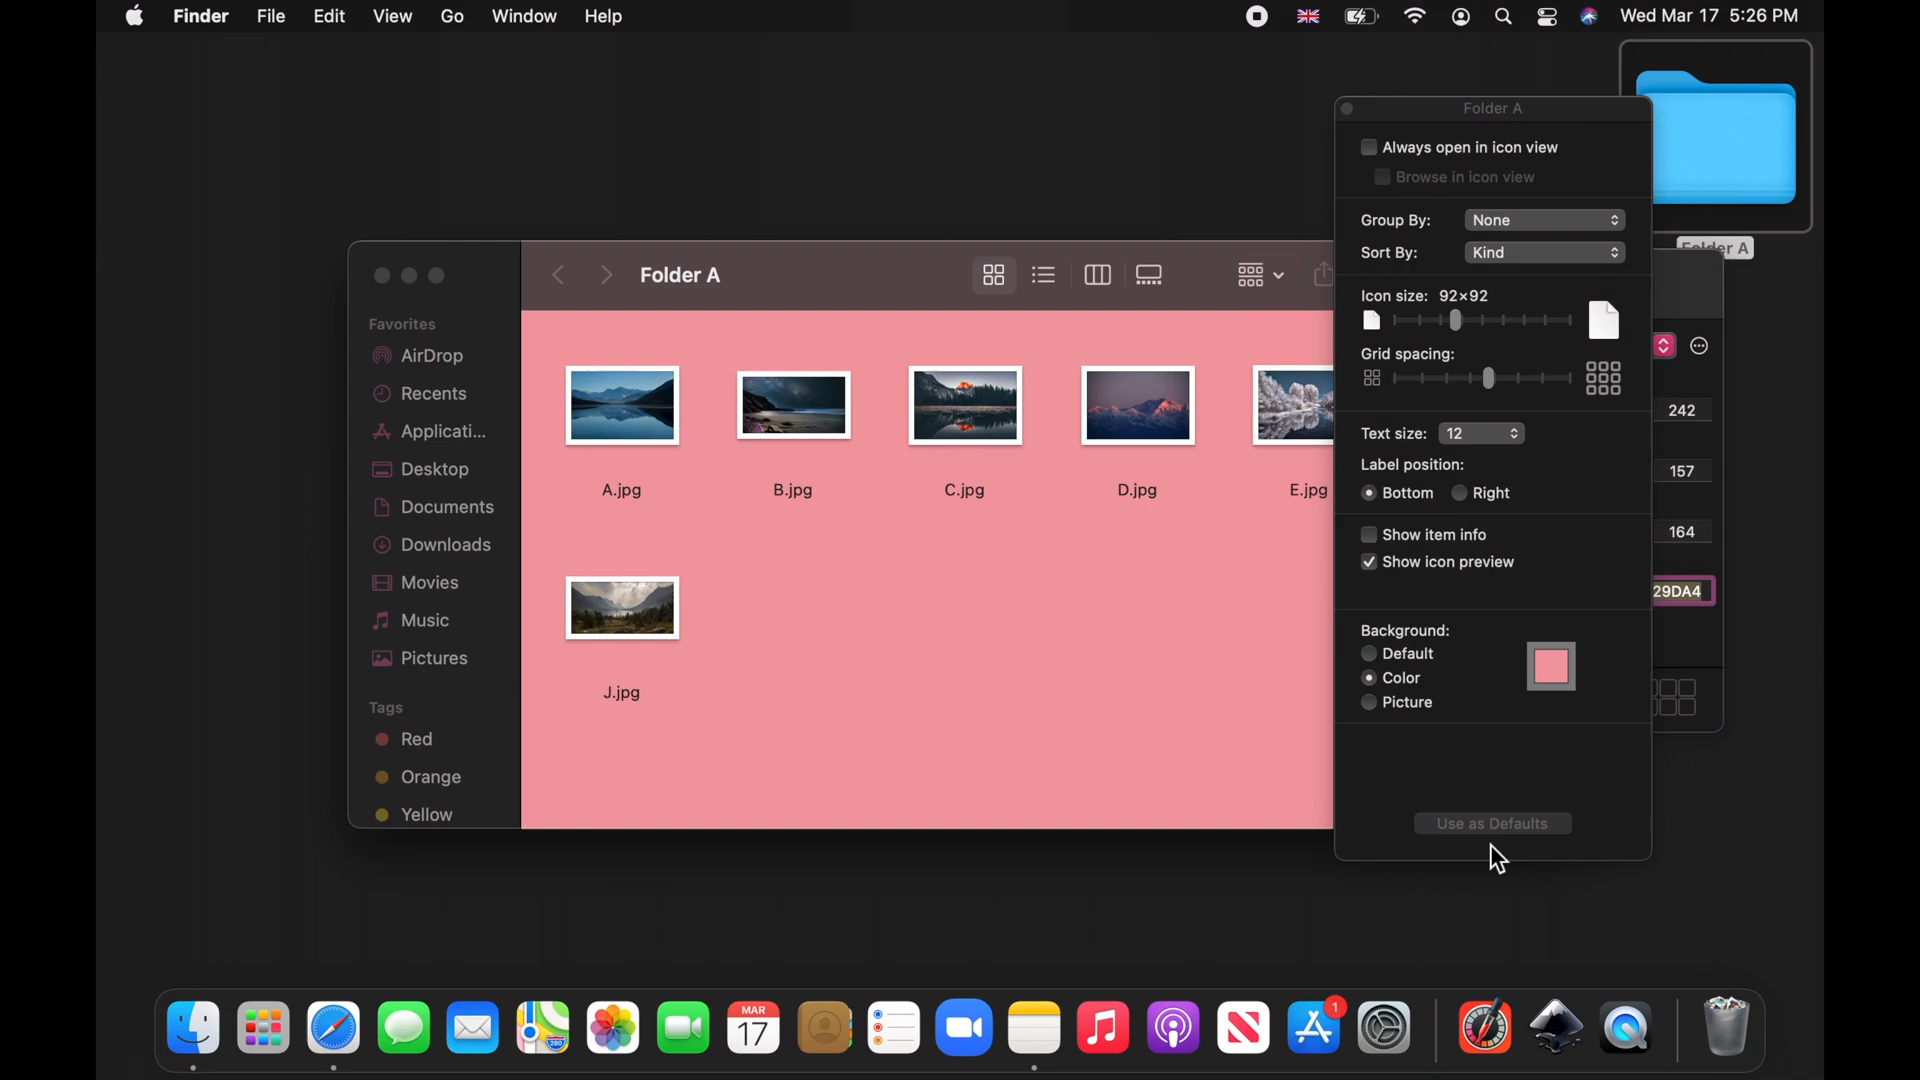 Finder File Edit View Go Window Help Wed Mar 17 5:26 PM
Folder A
Always open in icon view
Browse in icon view
Group By: None
Sort By: Kind
Icon size: 92×92
Grid spacing:
Text size: 12
Label position:
Bottom Right
Show item info
Show icon preview
Background:
Default
Color
Picture
Use as Defaults
Folder A
Folder A
Favorites
AirDrop
Recents
Applicati...
Desktop
Documents
Downloads
Movies
Music
Pictures
Tags
Red
Orange
Yellow
A.jpg B.jpg C.jpg D.jpg E.jpg
J.jpg
242
157
164
29DA4
MAR
17
280
1